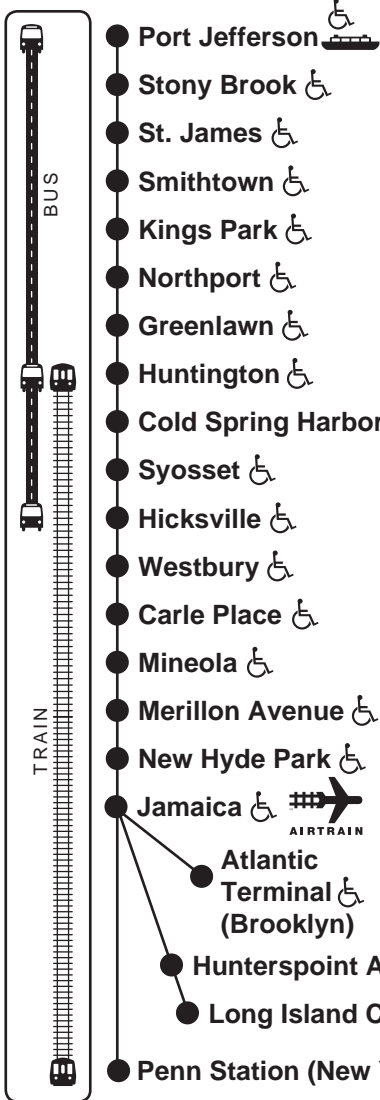 Port Jefferson
Stony Brook
St. James
Smithtown
Kings Park
Northport
Greenlawn
Huntington
Cold Spring Harbor
Syosset
Hicksville
Westbury
Carle Place
Mineola
Merillon Avenue
New Hyde Park
Jamaica
AIRTRAIN
Atlantic
Terminal
(Brooklyn)
Hunterspoint A
Long Island
Penn Station (New
BUS
TRAIN